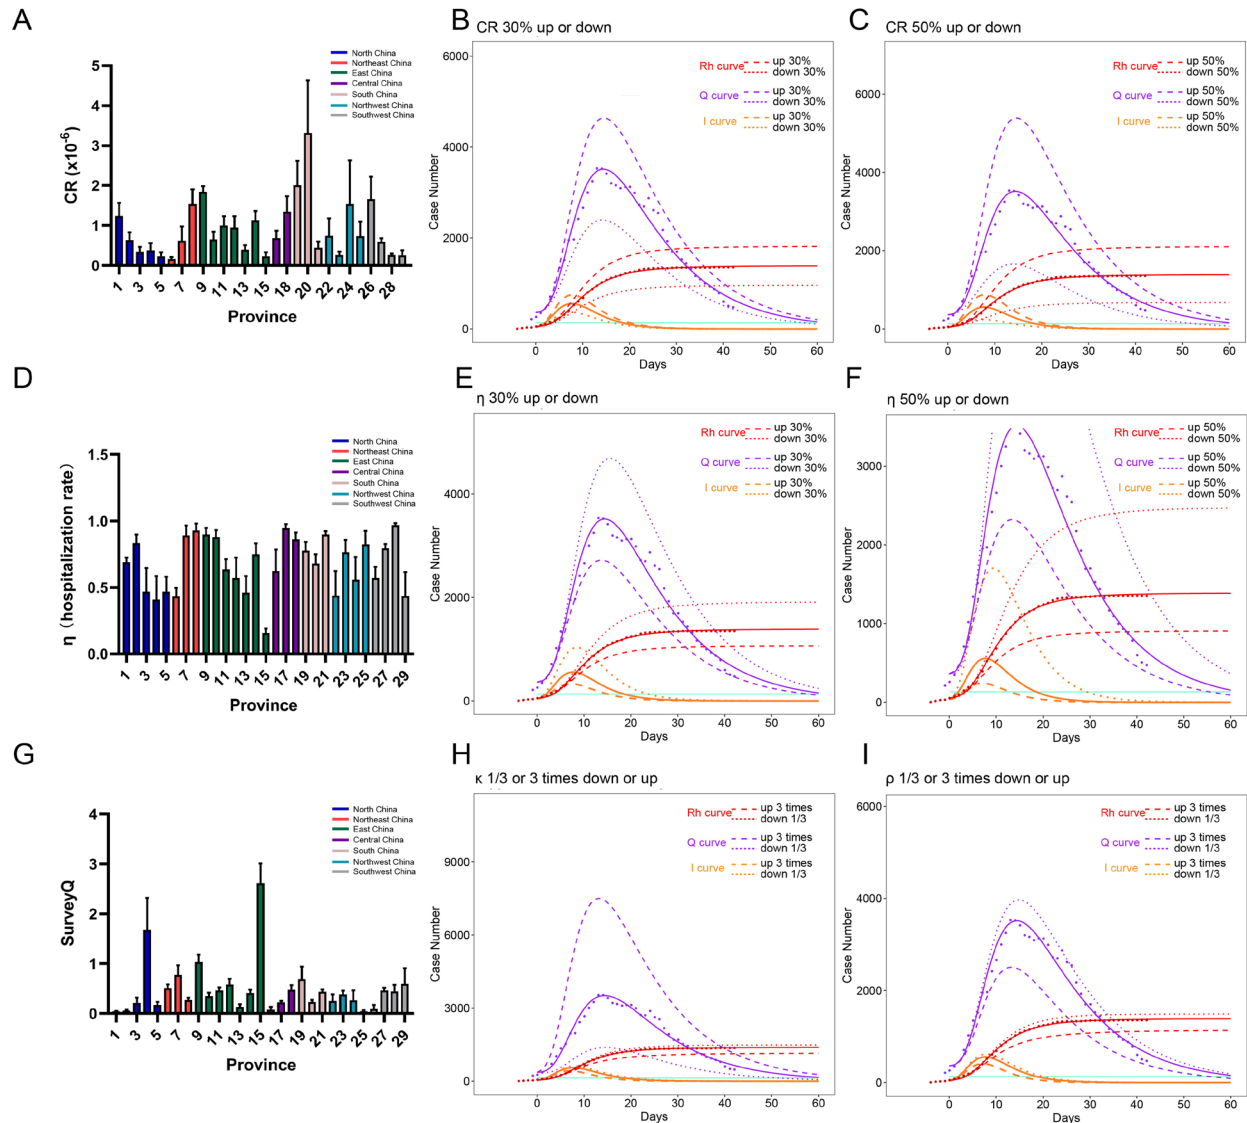 A
North China
Northeast China
East China
Central China
South China
Northwest China
Southwest China
CR (x10⁻⁶)
5
4
3
2
1
0
1 3 5 7 9 11 13 15 17 18 20 22 24 26 28
Province
B
CR 30% up or down
Rh curve up 30%
down 30%
Q curve up 30%
down 30%
I curve up 30%
down 30%
Case Number
6000
4000
2000
0
0 10 20 30 40 50 60
Days
C
CR 50% up or down
Rh curve up 50%
down 50%
Q curve up 50%
down 50%
I curve up 50%
down 50%
Case Number
6000
4000
2000
0
0 10 20 30 40 50 60
Days
D
North China
Northeast China
East China
Central China
South China
Northwest China
Southwest China
η (hospitalization rate)
1.5
1.0
0.5
0.0
1 3 5 7 9 11 13 15 17 19 21 23 25 27 29
Province
E
η 30% up or down
Rh curve up 30%
down 30%
Q curve up 30%
down 30%
I curve up 30%
down 30%
Case Number
4000
2000
0
0 10 20 30 40 50 60
Days
F
η 50% up or down
Rh curve up 50%
down 50%
Q curve up 50%
down 50%
I curve up 50%
down 50%
Case Number
3000
2000
1000
0
0 10 20 30 40 50 60
Days
G
North China
Northeast China
East China
Central China
South China
Northwest China
Southwest China
SurveyQ
4
3
2
1
0
1 3 5 7 9 11 13 15 17 19 21 23 25 27 29
Province
H
κ 1/3 or 3 times down or up
Rh curve up 3 times
down 1/3
Q curve up 3 times
down 1/3
I curve up 3 times
down 1/3
Case Number
9000
6000
3000
0
0 10 20 30 40 50 60
Days
I
ρ 1/3 or 3 times down or up
Rh curve up 3 times
down 1/3
Q curve up 3 times
down 1/3
I curve up 3 times
down 1/3
Case Number
6000
4000
2000
0
0 10 20 30 40 50 60
Days